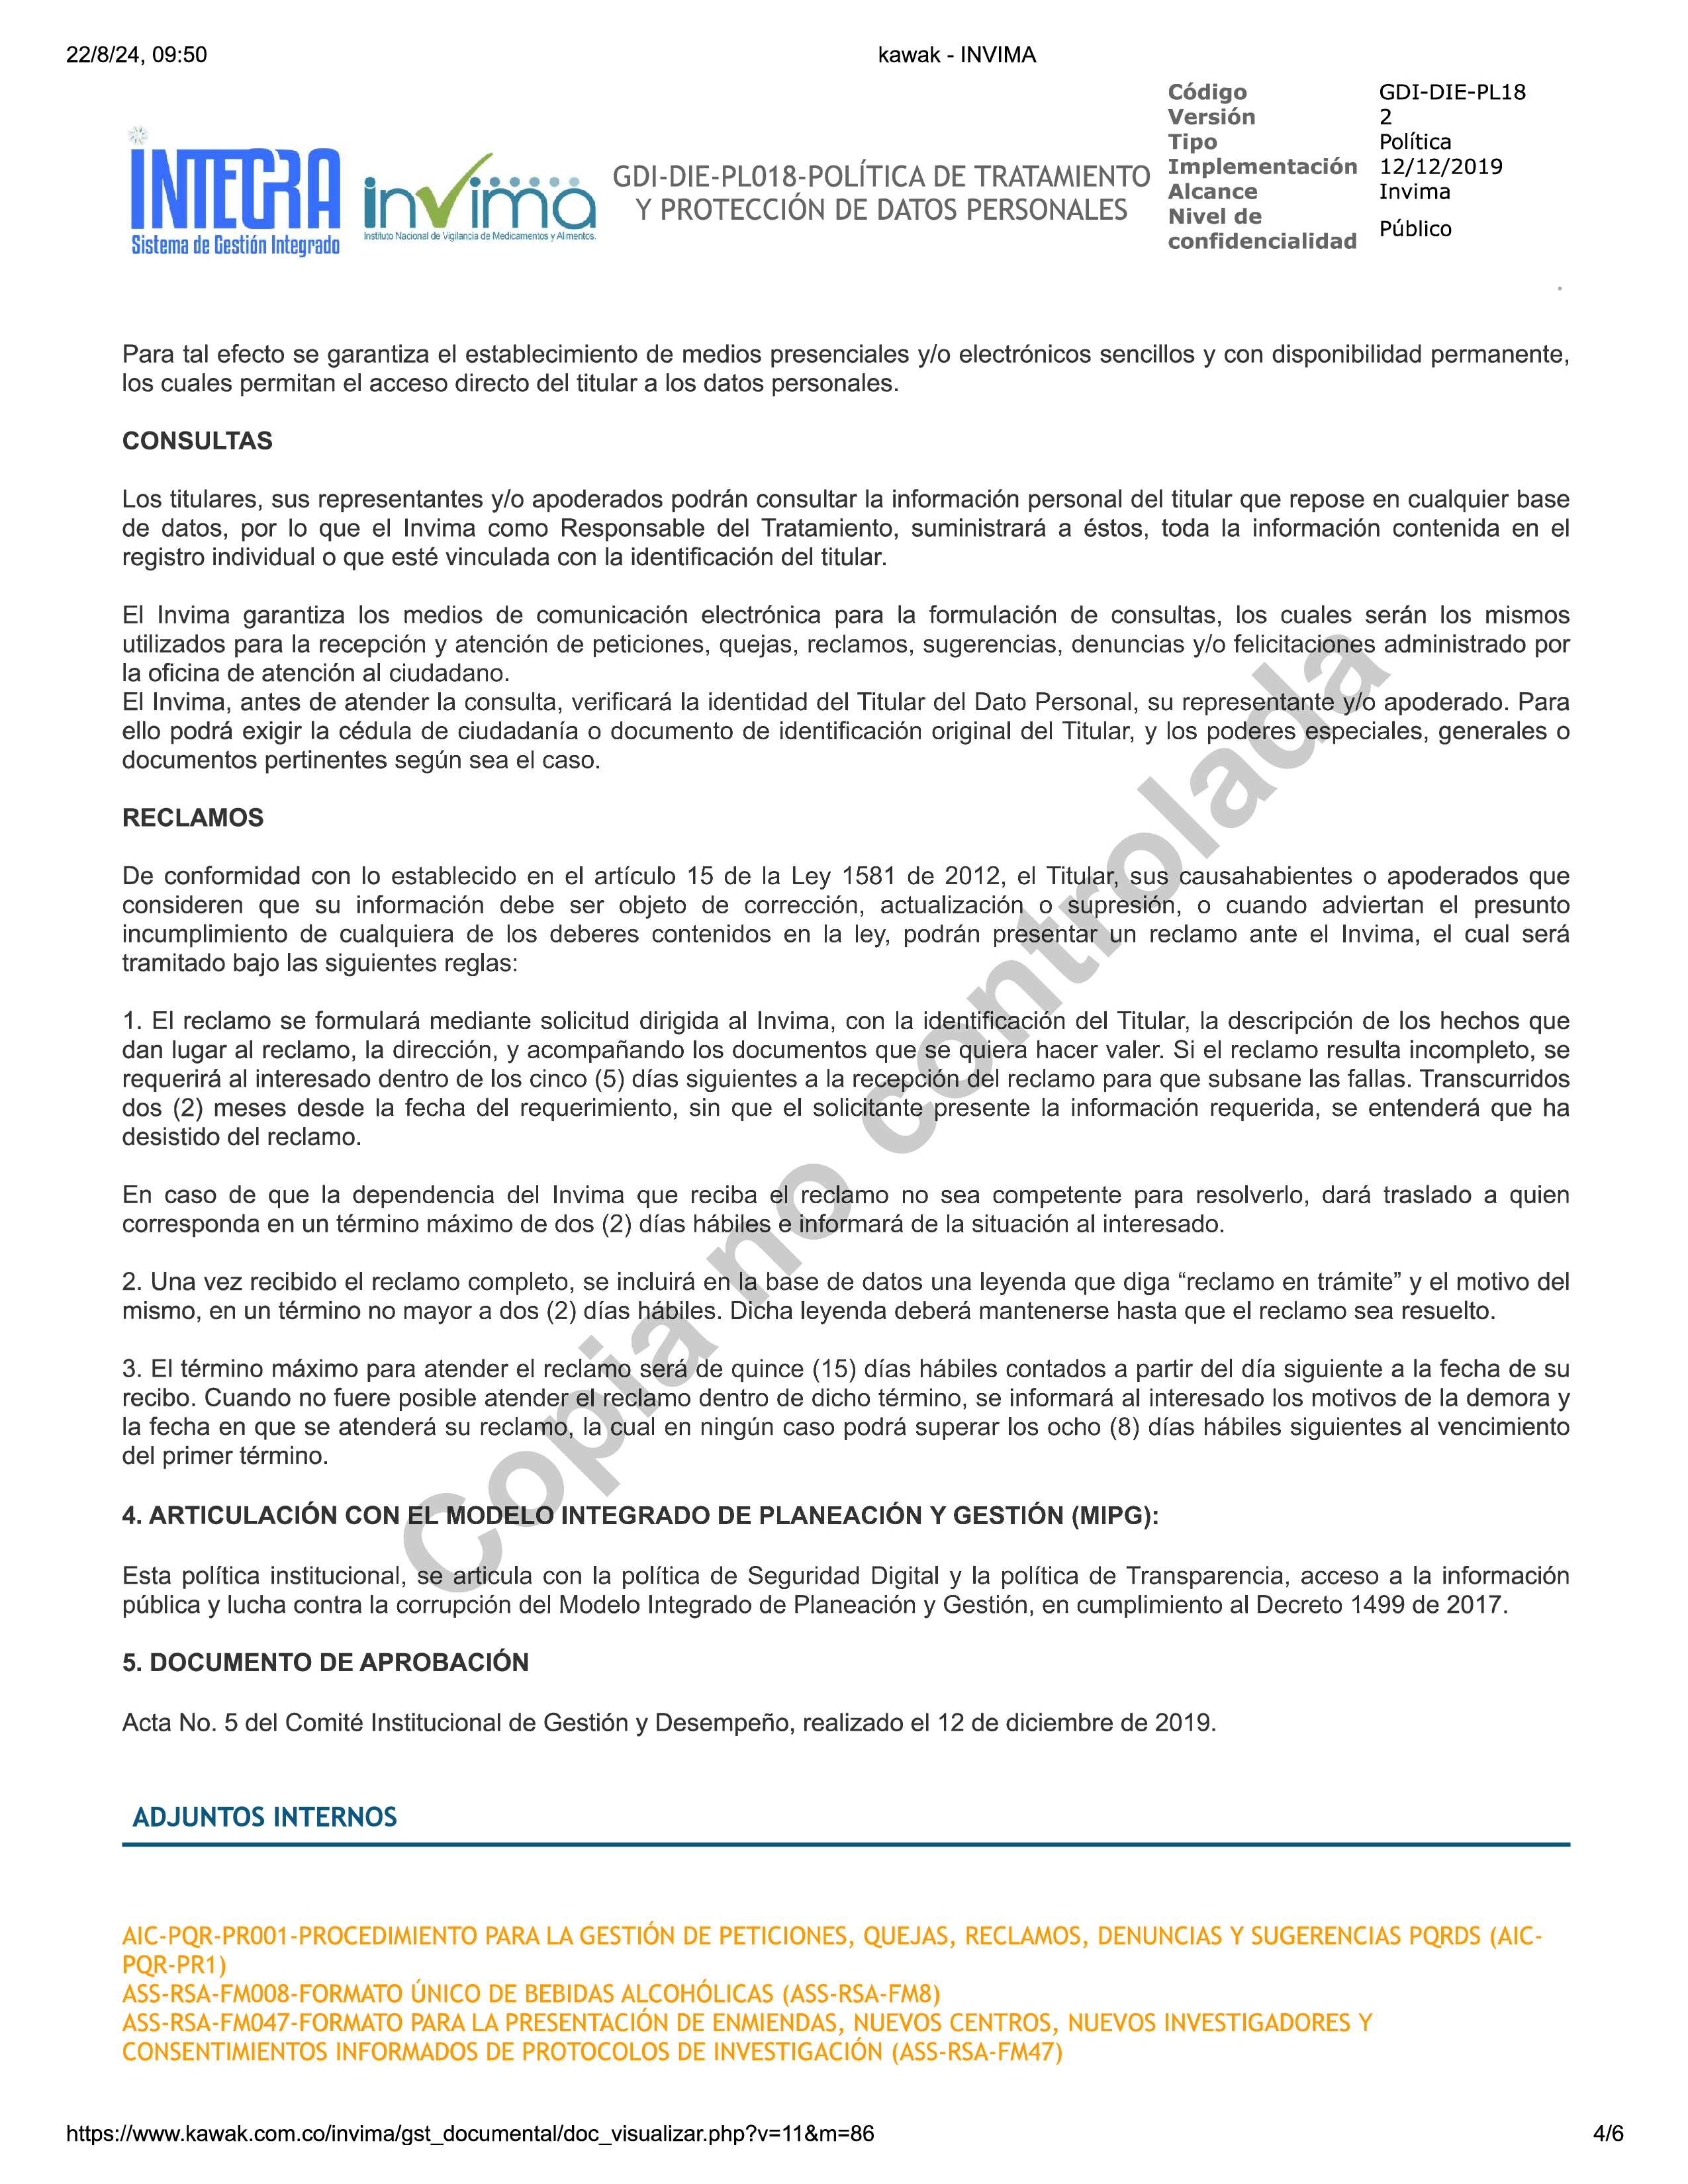 22/8/24, 09:50
kawak - INVIMA
INTEGRA
Sistema de Gestión Integrado
invima
Instituto Nacional de Vigilancia de Medicamentos y Alimentos.
GDI-DIE-PL018-POLÍTICA DE TRATAMIENTO
Y PROTECCIÓN DE DATOS PERSONALES
Código GDI-DIE-PL18
Versión 2
Tipo Política
Implementación 12/12/2019
Alcance Invima
Nivel de
confidencialidad Público
Para tal efecto se garantiza el establecimiento de medios presenciales y/o electrónicos sencillos y con disponibilidad permanente,
los cuales permitan el acceso directo del titular a los datos personales.
CONSULTAS
Los titulares, sus representantes y/o apoderados podrán consultar la información personal del titular que repose en cualquier base
de datos, por lo que el Invima como Responsable del Tratamiento, suministrará a éstos, toda la información contenida en el
registro individual o que esté vinculada con la identificación del titular.
El Invima garantiza los medios de comunicación electrónica para la formulación de consultas, los cuales serán los mismos
utilizados para la recepción y atención de peticiones, quejas, reclamos, sugerencias, denuncias y/o felicitaciones administrado por
la oficina de atención al ciudadano.
El Invima, antes de atender la consulta, verificará la identidad del Titular del Dato Personal, su representante y/o apoderado. Para
ello podrá exigir la cédula de ciudadanía o documento de identificación original del Titular, y los poderes especiales, generales o
documentos pertinentes según sea el caso.
RECLAMOS
De conformidad con lo establecido en el artículo 15 de la Ley 1581 de 2012, el Titular, sus causahabientes o apoderados que
consideren que su información debe ser objeto de corrección, actualización o supresión, o cuando adviertan el presunto
incumplimiento de cualquiera de los deberes contenidos en la ley, podrán presentar un reclamo ante el Invima, el cual será
tramitado bajo las siguientes reglas:
1. El reclamo se formulará mediante solicitud dirigida al Invima, con la identificación del Titular, la descripción de los hechos que
dan lugar al reclamo, la dirección, y acompañando los documentos que se quiera hacer valer. Si el reclamo resulta incompleto, se
requerirá al interesado dentro de los cinco (5) días siguientes a la recepción del reclamo para que subsane las fallas. Transcurridos
dos (2) meses desde la fecha del requerimiento, sin que el solicitante presente la información requerida, se entenderá que ha
desistido del reclamo.
En caso de que la dependencia del Invima que reciba el reclamo no sea competente para resolverlo, dará traslado a quien
corresponda en un término máximo de dos (2) días hábiles e informará de la situación al interesado.
2. Una vez recibido el reclamo completo, se incluirá en la base de datos una leyenda que diga “reclamo en trámite” y el motivo del
mismo, en un término no mayor a dos (2) días hábiles. Dicha leyenda deberá mantenerse hasta que el reclamo sea resuelto.
3. El término máximo para atender el reclamo será de quince (15) días hábiles contados a partir del día siguiente a la fecha de su
recibo. Cuando no fuere posible atender el reclamo dentro de dicho término, se informará al interesado los motivos de la demora y
la fecha en que se atenderá su reclamo, la cual en ningún caso podrá superar los ocho (8) días hábiles siguientes al vencimiento
del primer término.
4. ARTICULACIÓN CON EL MODELO INTEGRADO DE PLANEACIÓN Y GESTIÓN (MIPG):
Esta política institucional, se articula con la política de Seguridad Digital y la política de Transparencia, acceso a la información
pública y lucha contra la corrupción del Modelo Integrado de Planeación y Gestión, en cumplimiento al Decreto 1499 de 2017.
5. DOCUMENTO DE APROBACIÓN
Acta No. 5 del Comité Institucional de Gestión y Desempeño, realizado el 12 de diciembre de 2019.
ADJUNTOS INTERNOS
AIC-PQR-PR001-PROCEDIMIENTO PARA LA GESTIÓN DE PETICIONES, QUEJAS, RECLAMOS, DENUNCIAS Y SUGERENCIAS PQRDS (AIC-
PQR-PR1)
ASS-RSA-FM008-FORMATO ÚNICO DE BEBIDAS ALCOHÓLICAS (ASS-RSA-FM8)
ASS-RSA-FM047-FORMATO PARA LA PRESENTACIÓN DE ENMIENDAS, NUEVOS CENTROS, NUEVOS INVESTIGADORES Y
CONSENTIMIENTOS INFORMADOS DE PROTOCOLOS DE INVESTIGACIÓN (ASS-RSA-FM47)
Copia no controlada
https://www.kawak.com.co/invima/gst_documental/doc_visualizar.php?v=11&m=86
4/6